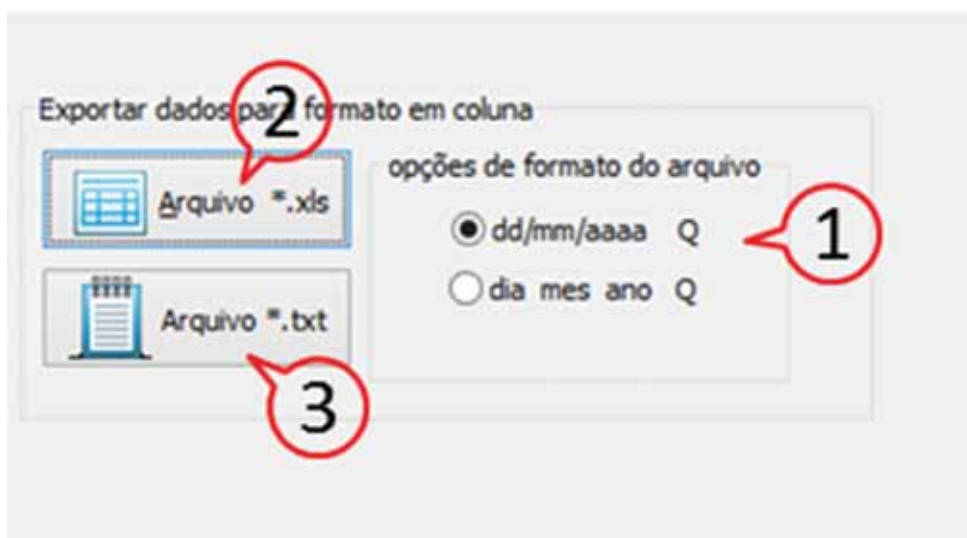 Exportar dados para formato em coluna
2
opções de formato do arquivo
Arquivo *.xls
dd/mm/aaaa Q
1
dia mes ano Q
Arquivo *.txt
3